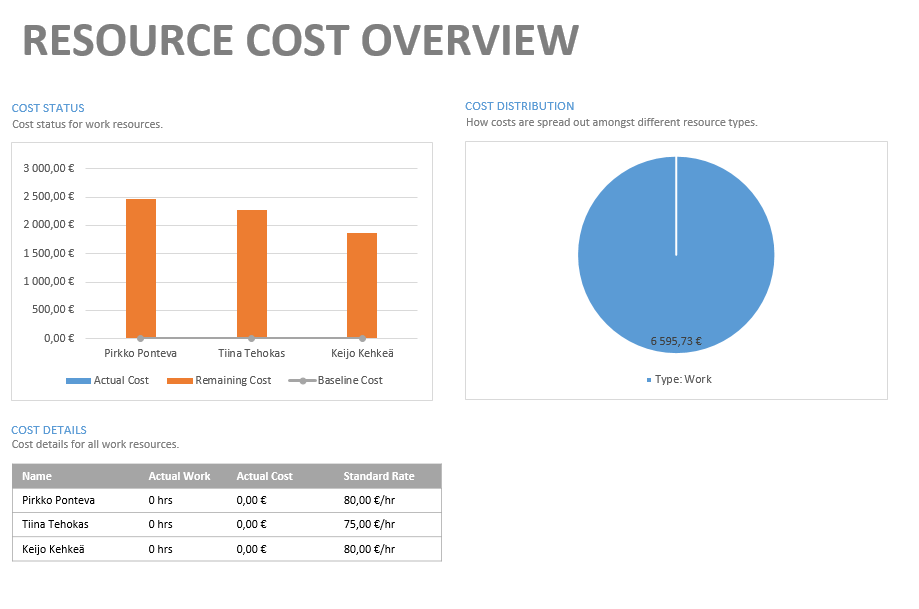 RESOURCE COST OVERVIEW
COST STATUS
Cost status for work resources.
3 000,00 €
2 500,00 €
2 000,00 €
1 500,00 €
1 000,00 €
500,00 €
0,00 €
Pirkko Ponteva Tiina Tehokas Keijo Kehkeä
Actual Cost Remaining Cost Baseline Cost
COST DISTRIBUTION
How costs are spread out amongst different resource types.
6 595,73 €
Type: Work
COST DETAILS
Cost details for all work resources.
Name Actual Work Actual Cost Standard Rate
Pirkko Ponteva 0 hrs 0,00 € 80,00 €/hr
Tiina Tehokas 0 hrs 0,00 € 75,00 €/hr
Keijo Kehkeä 0 hrs 0,00 € 80,00 €/hr